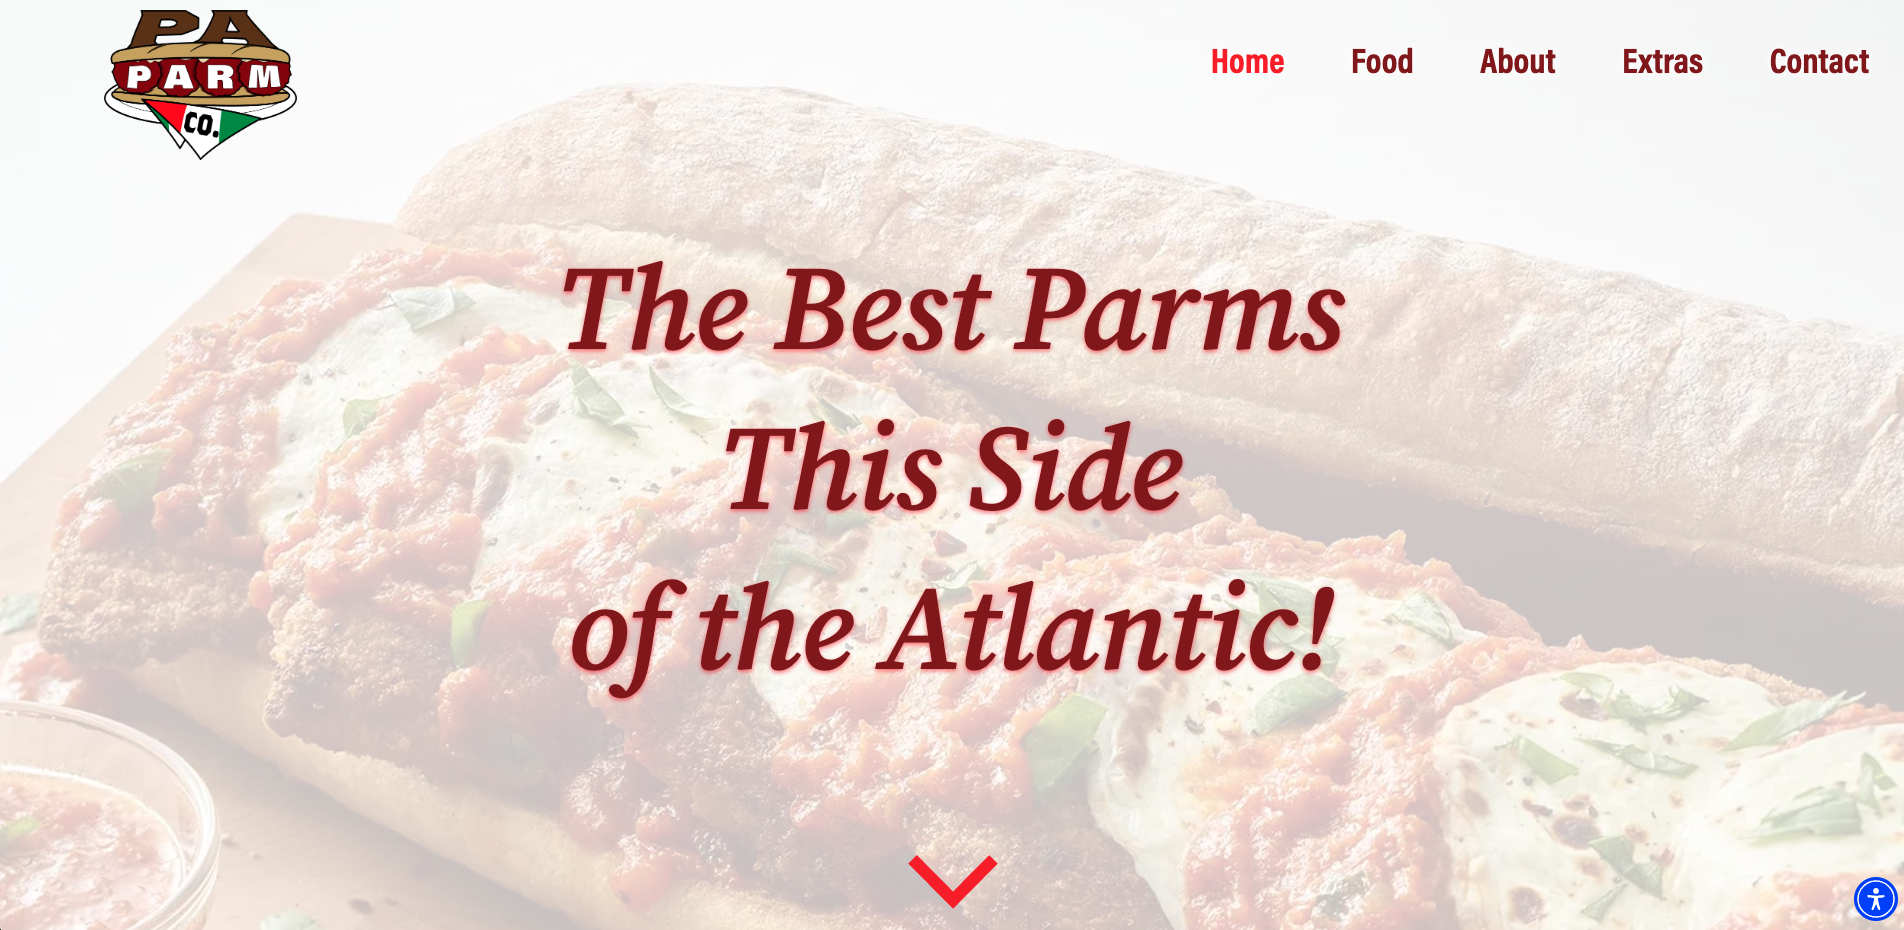 PA
PARM
CO.
Home
Food
About
Extras
Contact
The Best Parms
This Side
of the Atlantic!